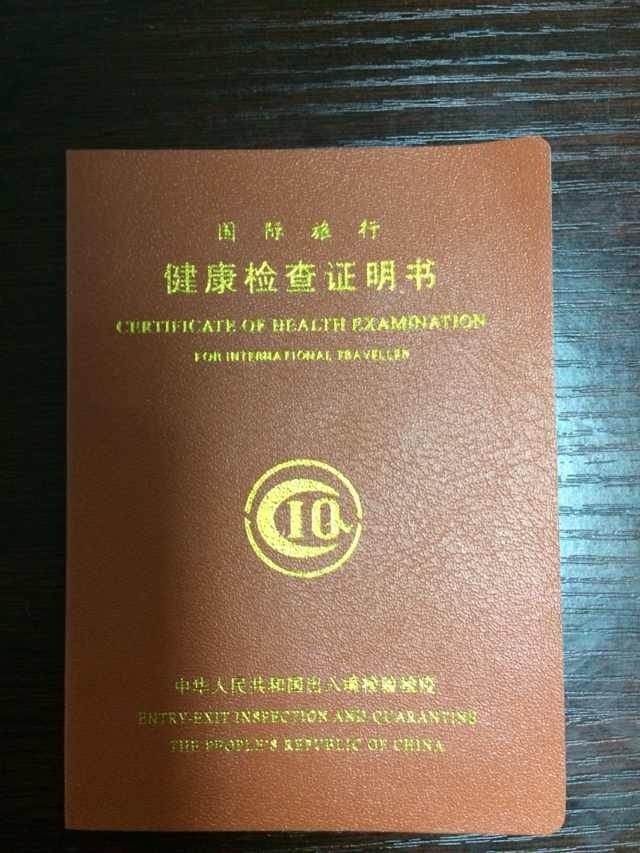 国际旅行
健康检查证明书
CERTIFICATE OF HEALTH EXAMINATION
FOR INTERNATIONAL TRAVELLER
CIQ
中华人民共和国出入境检验检疫
ENTRY-EXIT INSPECTION AND QUARANTINE
THE PEOPLE'S REPUBLIC OF CHINA